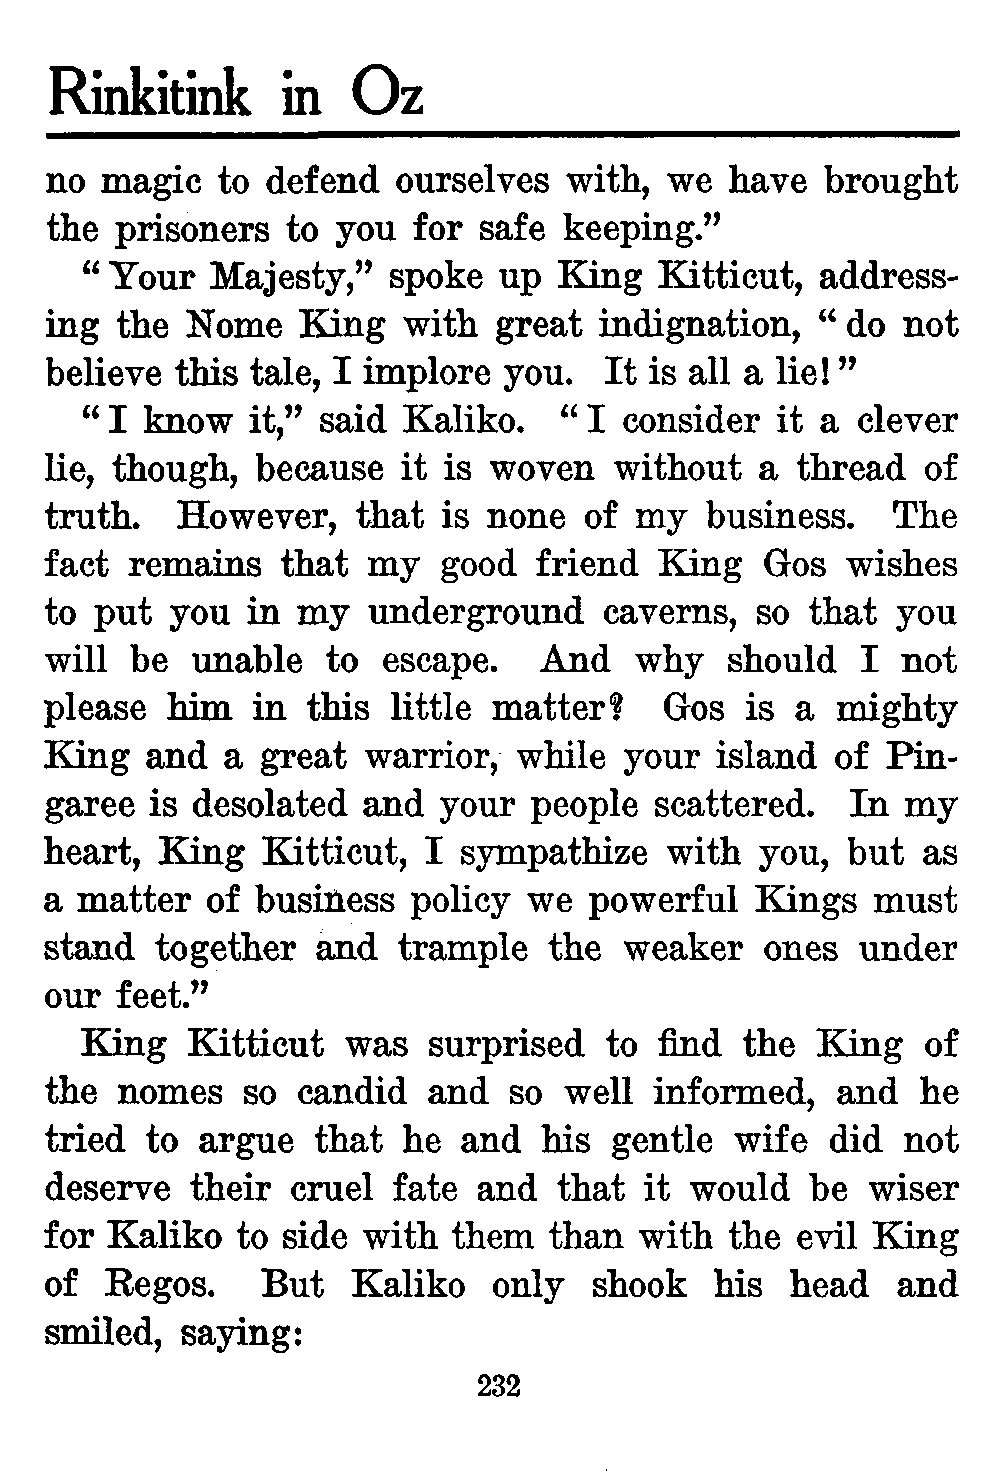 Rinkitink in Oz
no magic to defend ourselves with, we have brought
the prisoners to you for safe keeping.”
“ Your Majesty,” spoke up King Kitticut, address-
ing the Nome King with great indignation, “ do not
believe this tale, I implore you. It is all a lie! ”
“ I know it,” said Kaliko. “ I consider it a clever
lie, though, because it is woven without a thread of
truth. However, that is none of my business. The
fact remains that my good friend King Gos wishes
to put you in my underground caverns, so that you
will be unable to escape. And why should I not
please him in this little matter? Gos is a mighty
King and a great warrior, while your island of Pin-
garee is desolated and your people scattered. In my
heart, King Kitticut, I sympathize with you, but as
a matter of business policy we powerful Kings must
stand together and trample the weaker ones under
our feet.”
King Kitticut was surprised to find the King of
the nomes so candid and so well informed, and he
tried to argue that he and his gentle wife did not
deserve their cruel fate and that it would be wiser
for Kaliko to side with them than with the evil King
of Regos. But Kaliko only shook his head and
smiled, saying:
232